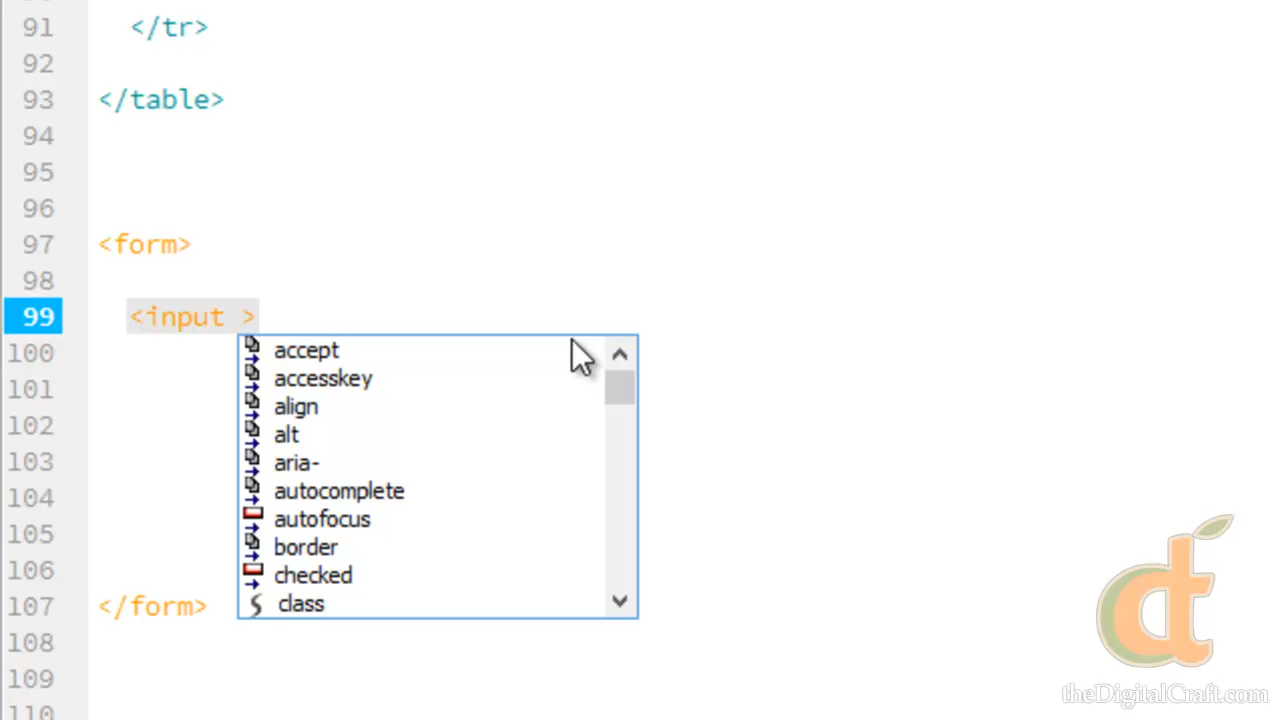 91 </tr>
92
93 </table>
94
95
96
97 <form>
98
99 <input >
100 accept
101 accesskey
102 align
alt
103 aria-
104 autocomplete
105 autofocus
border
106 checked
107 </form> class
108
109
110
dt
theDigitalCraft.com